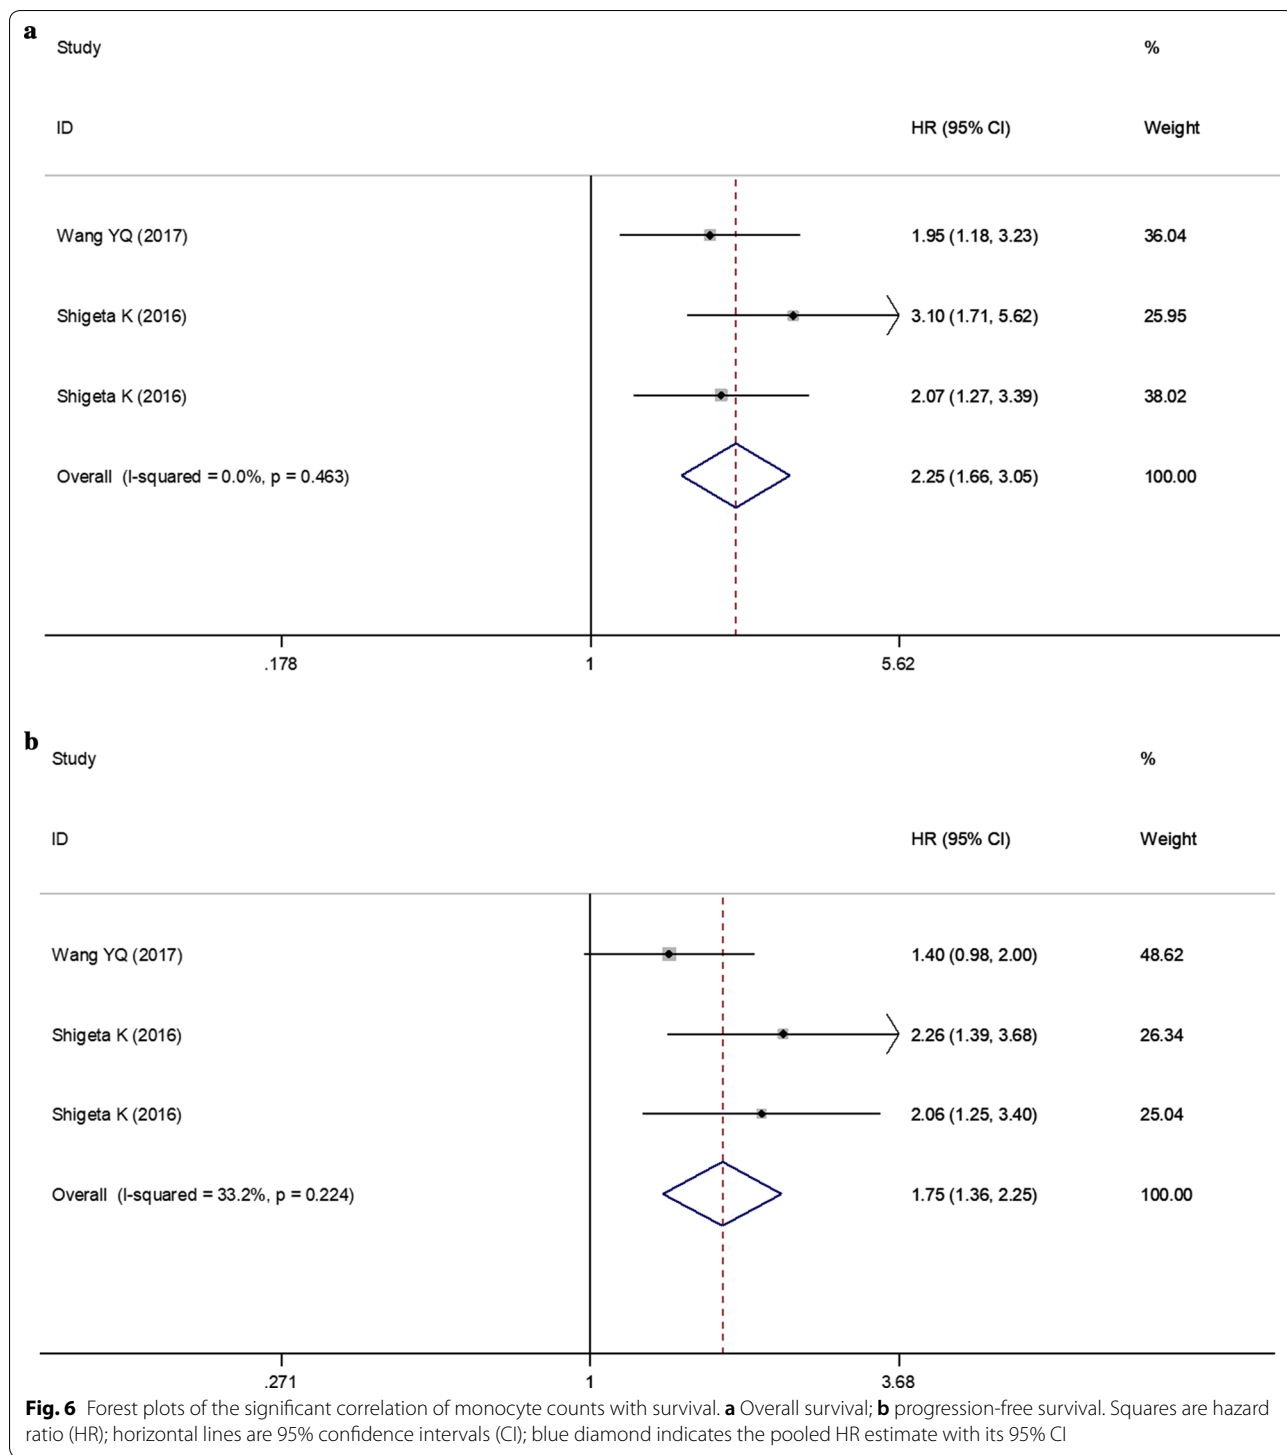 a
Study %
ID HR (95% CI) Weight
Wang YQ (2017) 1.95 (1.18, 3.23) 36.04
Shigeta K (2016) 3.10 (1.71, 5.62) 25.95
Shigeta K (2016) 2.07 (1.27, 3.39) 38.02
Overall (I-squared = 0.0%, p = 0.463) 2.25 (1.66, 3.05) 100.00
.178 1 5.62
b
Study %
ID HR (95% CI) Weight
Wang YQ (2017) 1.40 (0.98, 2.00) 48.62
Shigeta K (2016) 2.26 (1.39, 3.68) 26.34
Shigeta K (2016) 2.06 (1.25, 3.40) 25.04
Overall (I-squared = 33.2%, p = 0.224) 1.75 (1.36, 2.25) 100.00
.271 1 3.68
Fig. 6 Forest plots of the significant correlation of monocyte counts with survival. a Overall survival; b progression-free survival. Squares are hazard
ratio (HR); horizontal lines are 95% confidence intervals (CI); blue diamond indicates the pooled HR estimate with its 95% CI